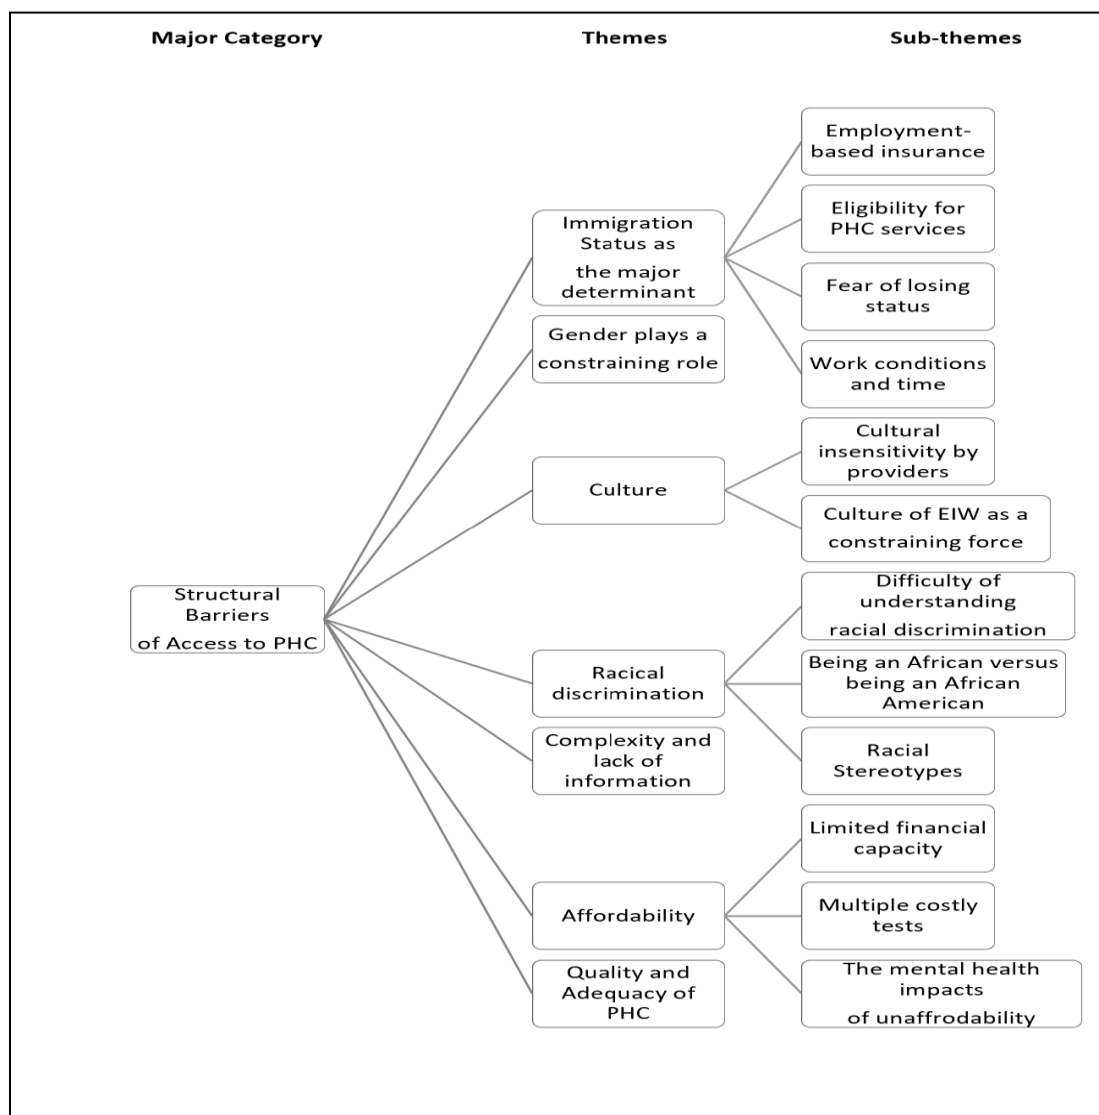 Major Category
Themes
Sub-themes
Structural
Barriers
of Access to PHC
Immigration
Status as
the major
determinant
Employment-
based insurance
Eligibility for
PHC services
Fear of losing
status
Work conditions
and time
Gender plays a
constraining role
Culture
Cultural
insensitivity by
providers
Culture of EIW as a
constraining force
Racical
discrimination
Difficulty of
understanding
racial discrimination
Being an African versus
being an African
American
Racial
Stereotypes
Complexity and
lack of
information
Affordability
Limited financial
capacity
Multiple costly
tests
The mental health
impacts
of unaffrodability
Quality and
Adequacy of
PHC